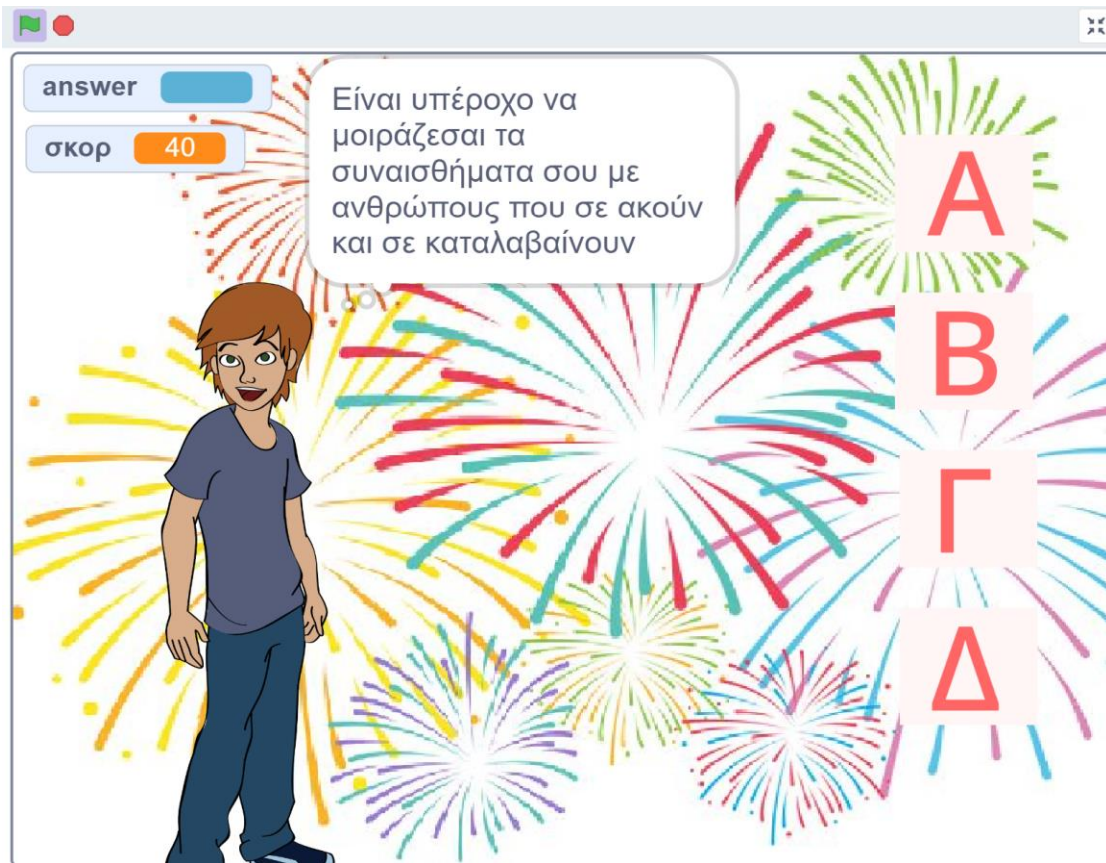 answer
σκορ 40
Είναι υπέροχο να
μοιράζεσαι τα
συναισθήματα σου με
ανθρώπους που σε ακούν
και σε καταλαβαίνουν
Α
Β
Γ
Δ